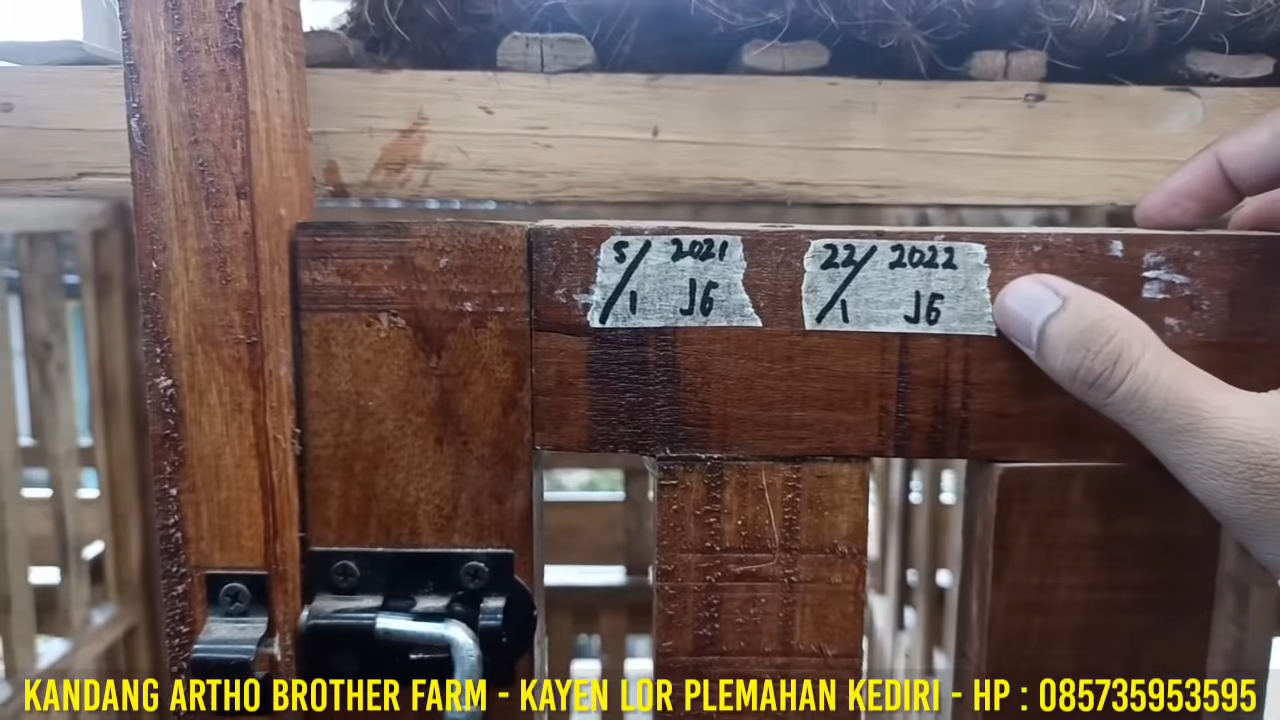 5/1 2021
J6
22/1 2022
J6
KANDANG ARTHO BROTHER FARM - KAYEN LOR PLEMAHAN KEDIRI - HP : 085735953595